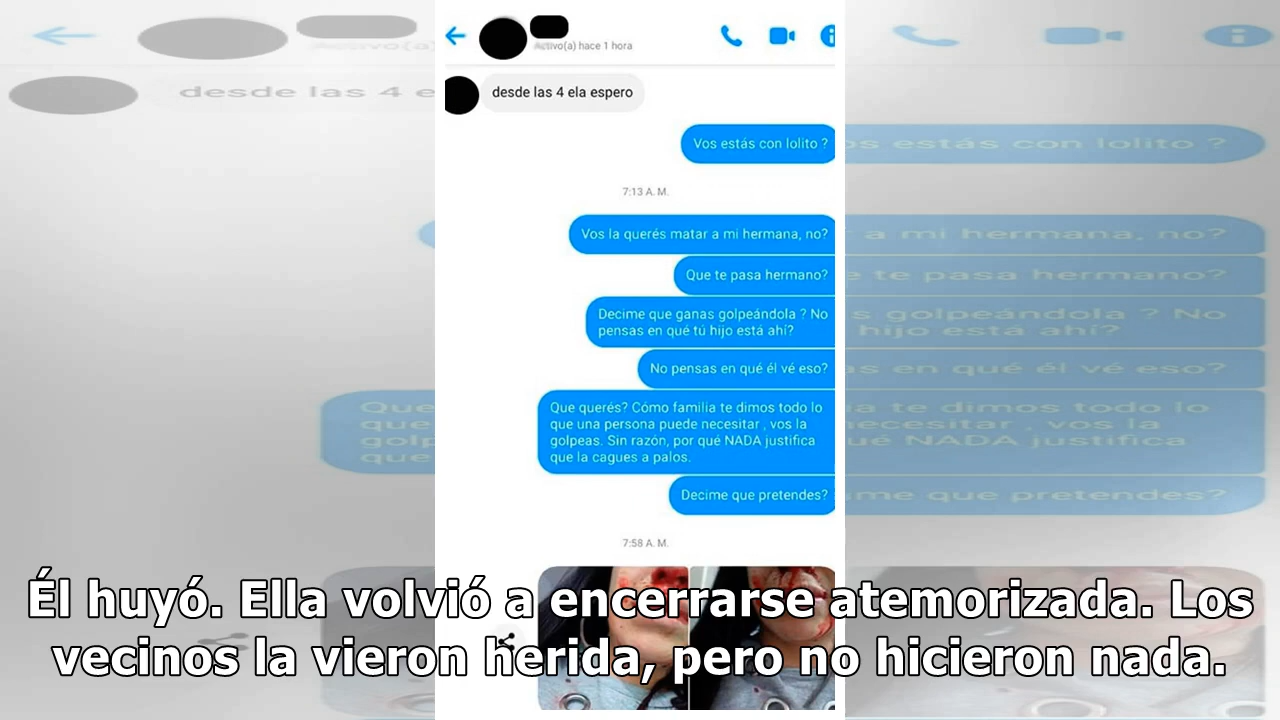 Activo(a) hace 1 hora
desde las 4 ela espero
Vos estás con lolito ?
7:13 A. M.
Vos la querés matar a mi hermana, no?
Que te pasa hermano?
Decime que ganas golpeándola ? No
pensas en qué tú hijo está ahí?
No pensas en qué él vé eso?
Que querés? Cómo familia te dimos todo lo
que una persona puede necesitar , vos la
golpeas. Sin razón, por qué NADA justifica
que la cagues a palos.
Decime que pretendes?
7:58 A. M.
Él huyó. Ella volvió a encerrarse atemorizada. Los
vecinos la vieron herida, pero no hicieron nada.